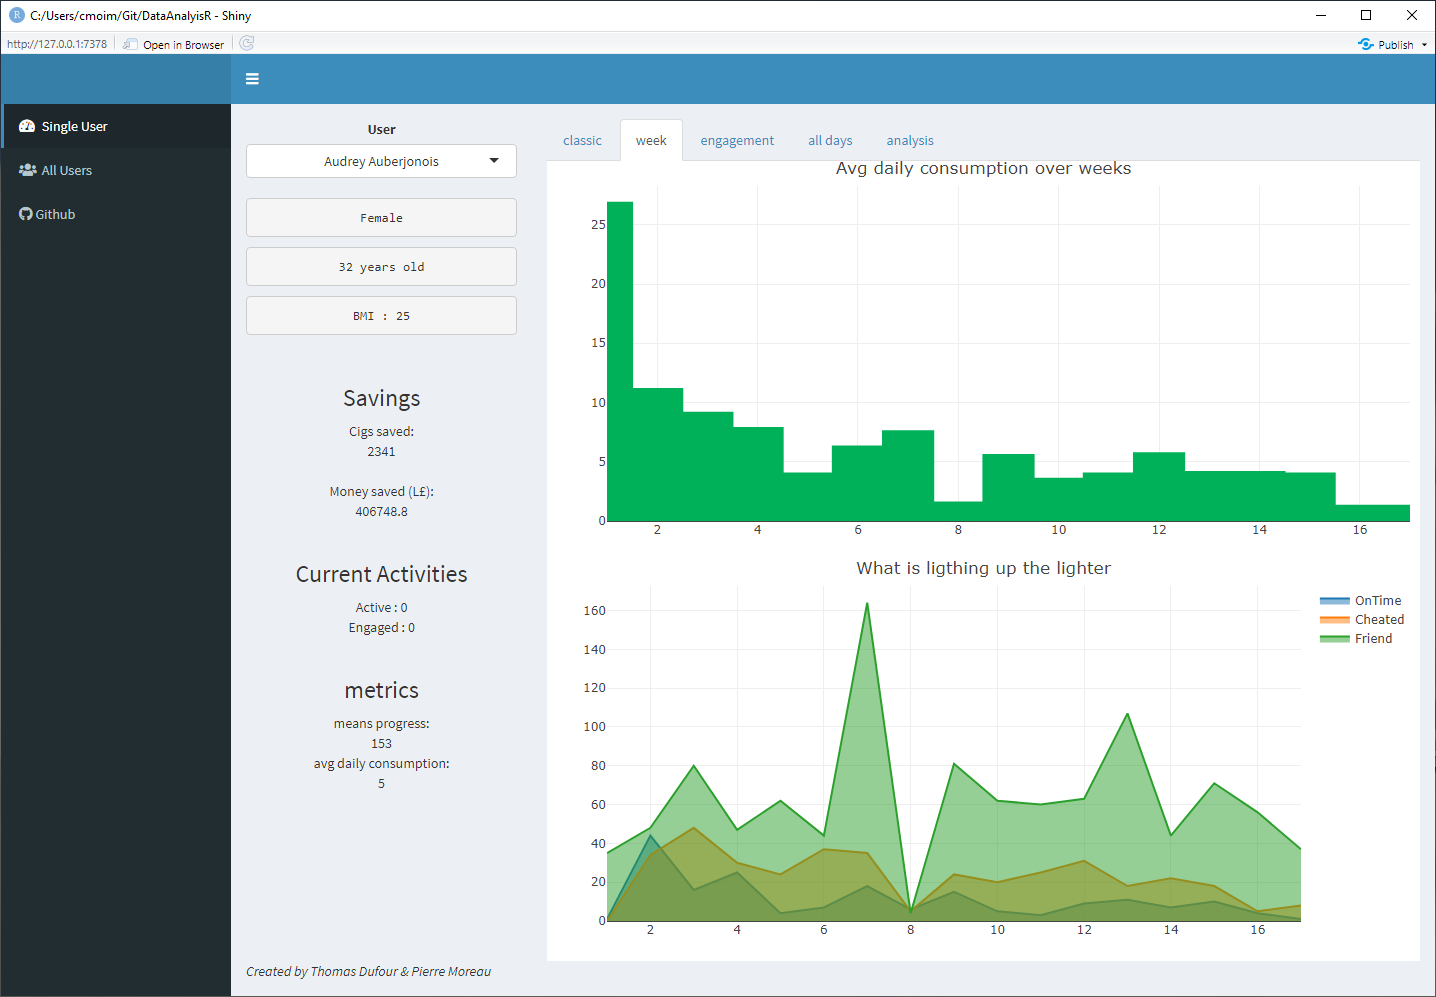 C:/Users/cmoim/Git/DataAnalyisR - Shiny
http://127.0.0.1:7378
Open in Browser
Publish
Single User
All Users
Github
User
Audrey Auberjonois
Female
32 years old
BMI : 25
Savings
Cigs saved:
2341
Money saved (L£):
406748.8
Current Activities
Active : 0
Engaged : 0
metrics
means progress:
153
avg daily consumption:
5
Created by Thomas Dufour & Pierre Moreau
classic week engagement all days analysis
Avg daily consumption over weeks
25
20
15
10
5
0
2 4 6 8 10 12 14 16
What is ligthing up the lighter
160
140
120
100
80
60
40
20
0
2 4 6 8 10 12 14 16
OnTime
Cheated
Friend